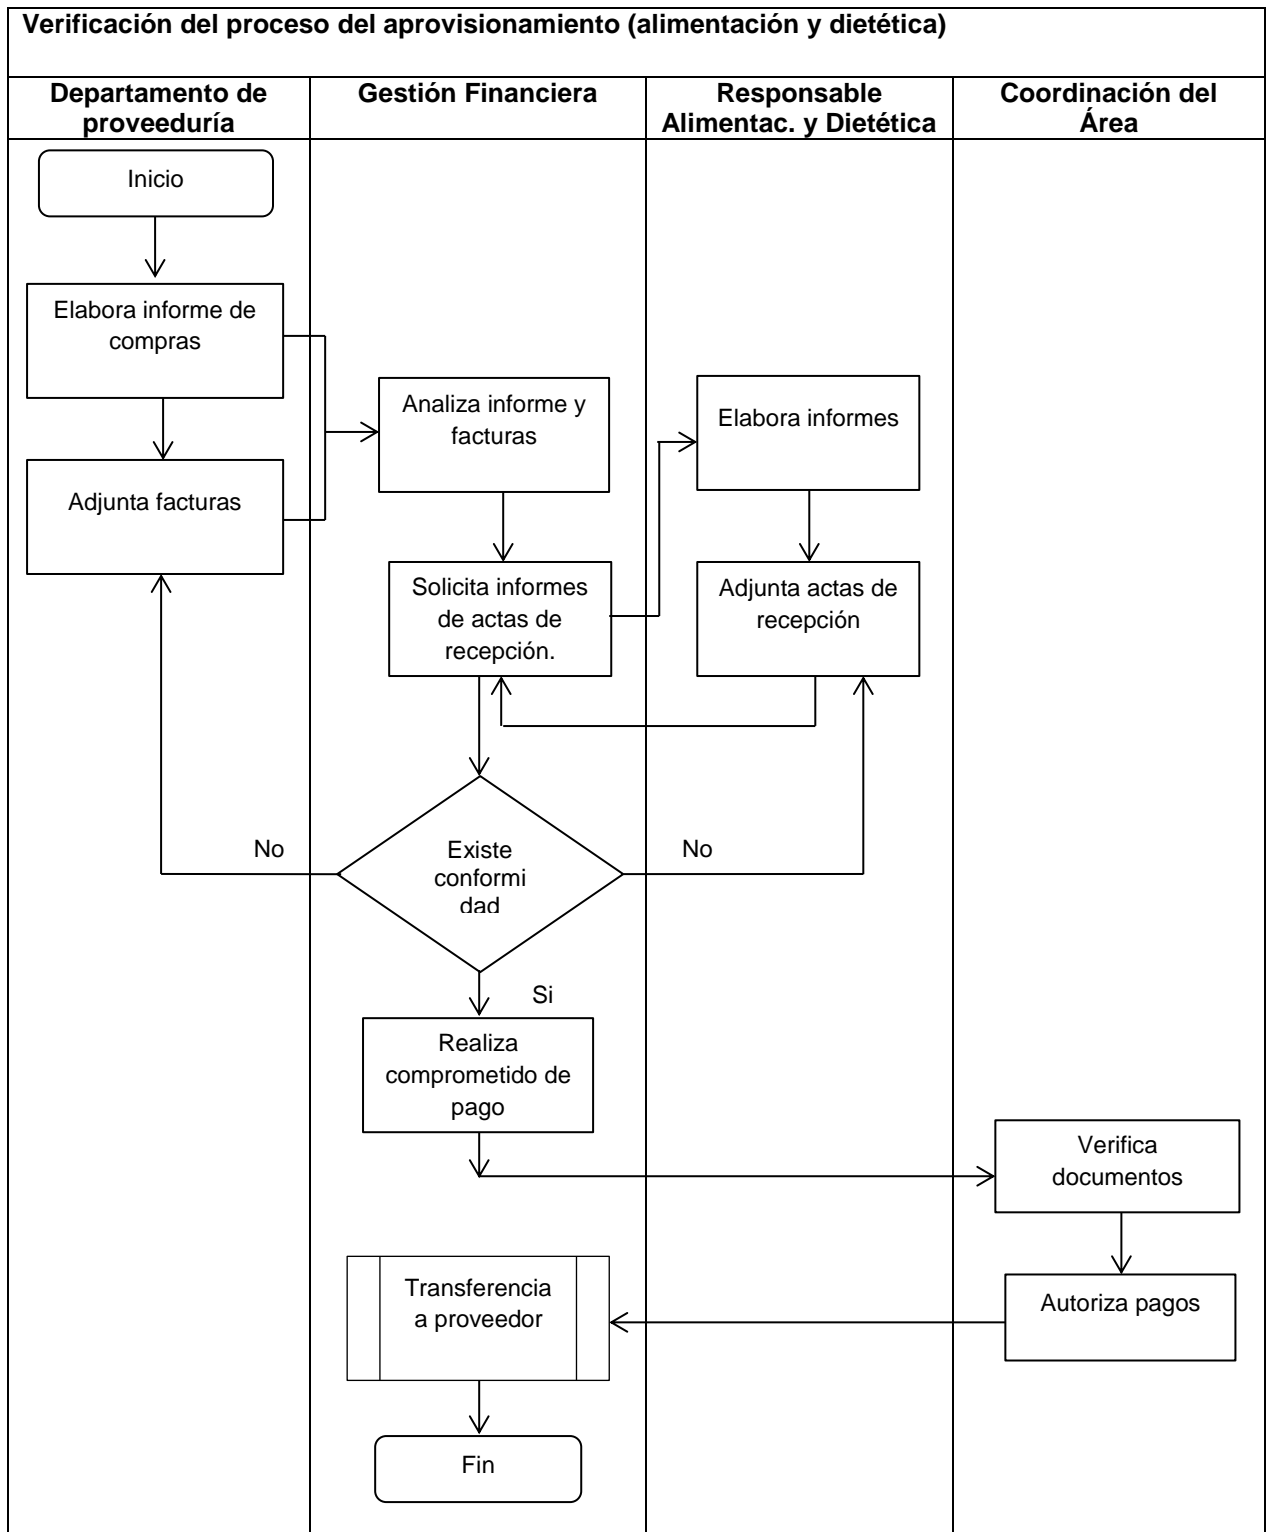 Verificación del proceso del aprovisionamiento (alimentación y dietética)
Departamento de
proveeduría
Gestión Financiera
Responsable
Alimentac. y Dietética
Coordinación del
Área
Inicio
Elabora informe de
compras
Analiza informe y
facturas
Elabora informes
Adjunta facturas
Solicita informes
de actas de
recepción.
Adjunta actas de
recepción
No
Existe
conformi
dad
No
Si
Realiza
comprometido de
pago
Verifica
documentos
Transferencia
a proveedor
Autoriza pagos
Fin